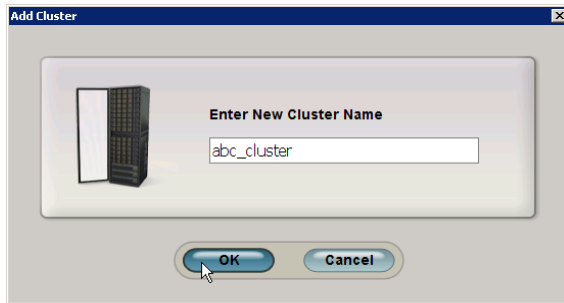 Add Cluster
Enter New Cluster Name
abc_cluster
OK
Cancel